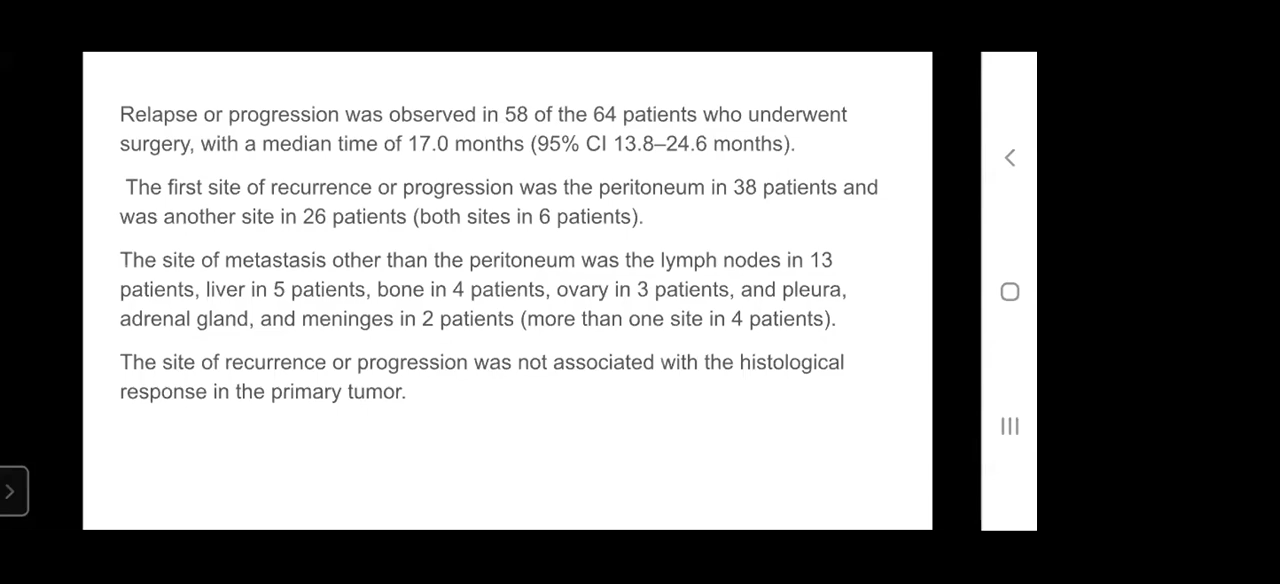 Relapse or progression was observed in 58 of the 64 patients who underwent
surgery, with a median time of 17.0 months (95% CI 13.8–24.6 months).
The first site of recurrence or progression was the peritoneum in 38 patients and
was another site in 26 patients (both sites in 6 patients).
The site of metastasis other than the peritoneum was the lymph nodes in 13
patients, liver in 5 patients, bone in 4 patients, ovary in 3 patients, and pleura,
adrenal gland, and meninges in 2 patients (more than one site in 4 patients).
The site of recurrence or progression was not associated with the histological
response in the primary tumor.